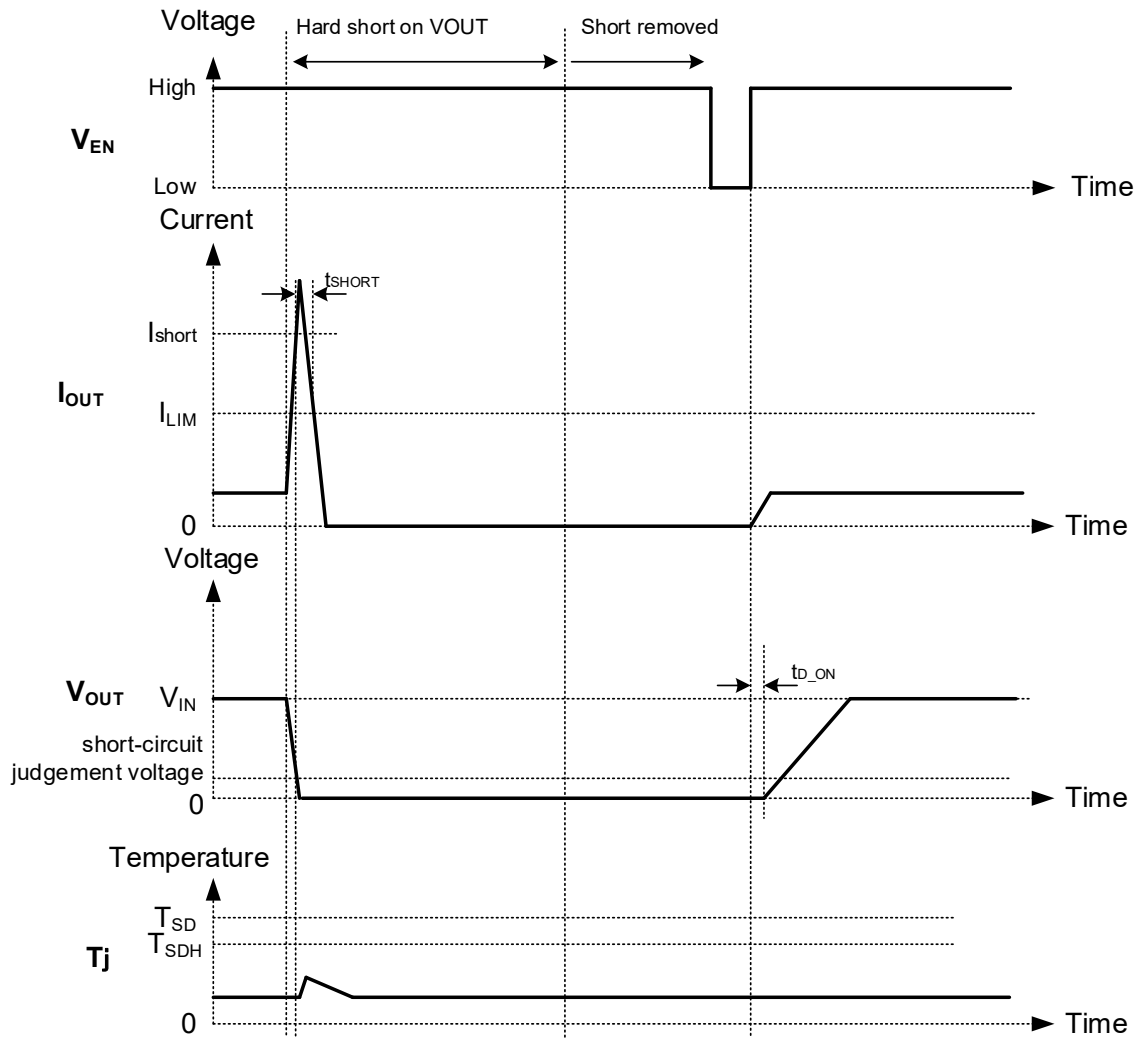 Voltage
Hard short on VOUT
Short removed
High
VEN
Low
Time
Current
tSHORT
Ishort
IOUT
ILIM
0
Time
Voltage
tD_ON
VOUT
VIN
short-circuit
judgement voltage
0
Time
Temperature
TSD
TSDH
Tj
0
Time